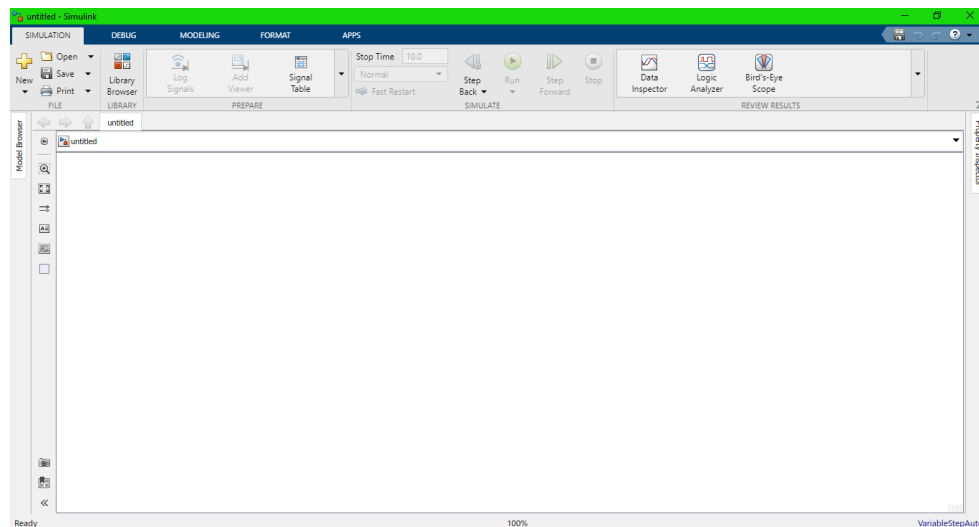 untitled - Simulink
SIMULATION DEBUG MODELING FORMAT APPS
New
Open
Save
Print
FILE
Library Browser
LIBRARY
Log Signals
Add Viewer
Signal Table
PREPARE
Stop Time 10.0
Normal
Fast Restart
Step Back
Run
Step Forward
Stop
SIMULATE
Data Inspector
Logic Analyzer
Bird's-Eye Scope
REVIEW RESULTS
Model Browser
untitled
untitled
Property Inspector
Ready
100%
VariableStepAuto